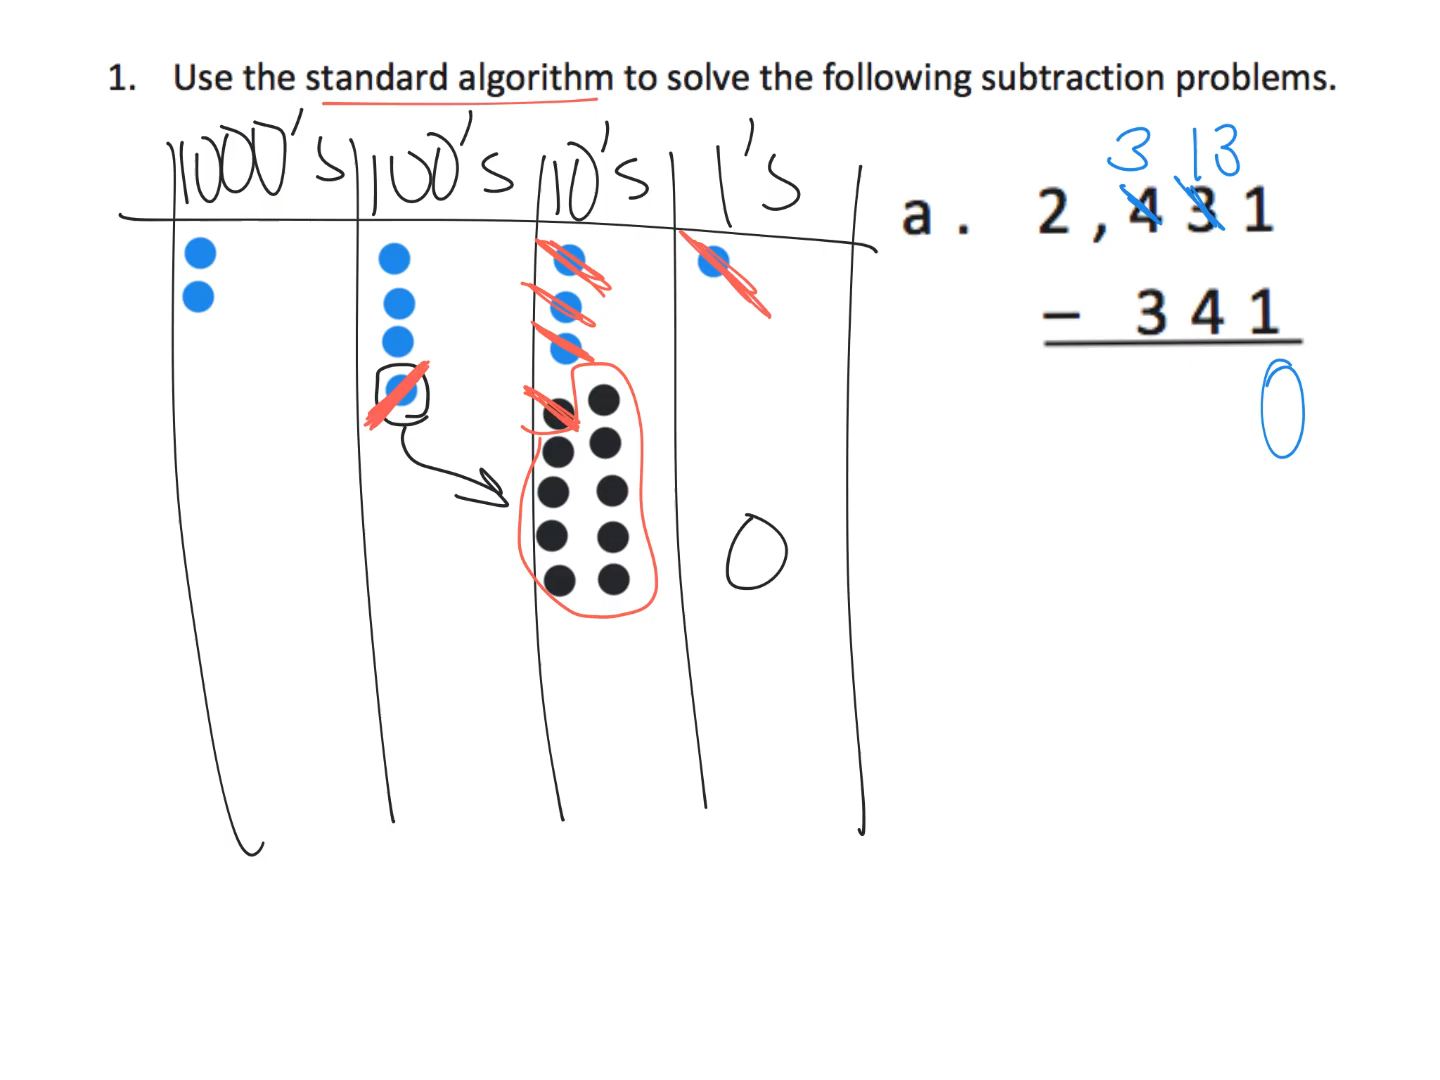 1. Use the standard algorithm to solve the following subtraction problems.
1000's 100's 10's 1's
3 13
a. 2,431
- 341
0
0